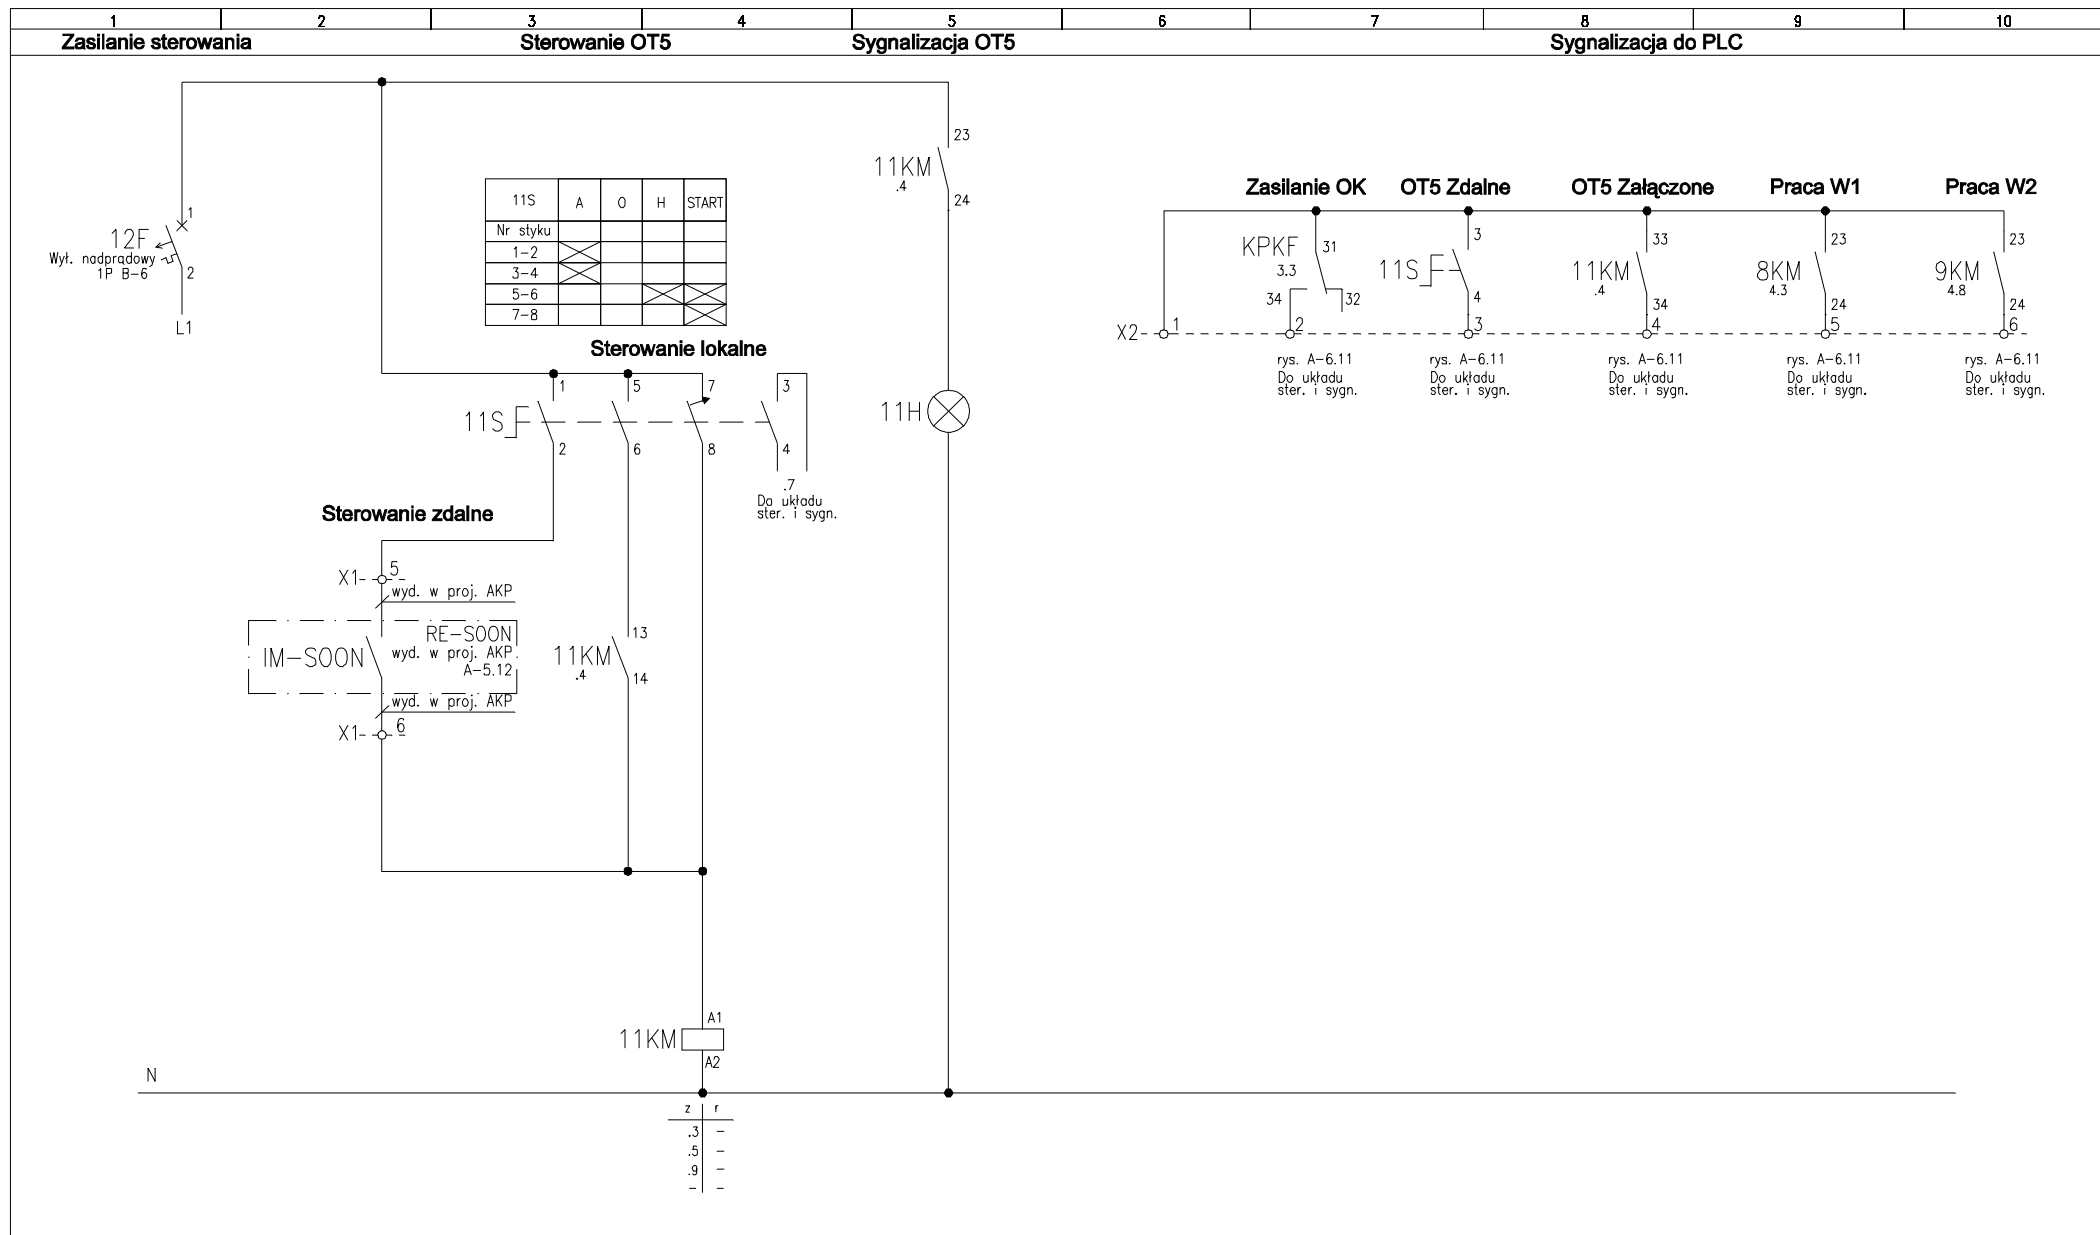 1 2 3 4 5 6 7 8 9 10
Zasilanie sterowania Sterowanie OT5 Sygnalizacja OT5 Sygnalizacja do PLC
1
12F
Wył. nadprądowy
1P B-6
2
L1
11S A O H START
Nr styku
1-2
3-4
5-6
7-8
Sterowanie lokalne
11S
1 5 7 3
2 6 8 4
.7
Do układu
ster. i sygn.
Sterowanie zdalne
X1- 5
wyd. w proj. AKP
RE-SOON
IM-SOON wyd. w proj. AKP
A-5.12
wyd. w proj. AKP
X1- 6
13
11KM
.4
14
A1
11KM
A2
N
z r
.3 -
.5 -
.9 -
- -
23
11KM
.4
24
11H
Zasilanie OK OT5 Zdalne OT5 Załączone Praca W1 Praca W2
KPKF 31
3.3
34 32
3
11S
4
33
11KM
.4
34
23
8KM
4.3
24
23
9KM
4.8
24
X2- 1 2 3 4 5 6
rys. A-6.11
Do układu
ster. i sygn.
rys. A-6.11
Do układu
ster. i sygn.
rys. A-6.11
Do układu
ster. i sygn.
rys. A-6.11
Do układu
ster. i sygn.
rys. A-6.11
Do układu
ster. i sygn.